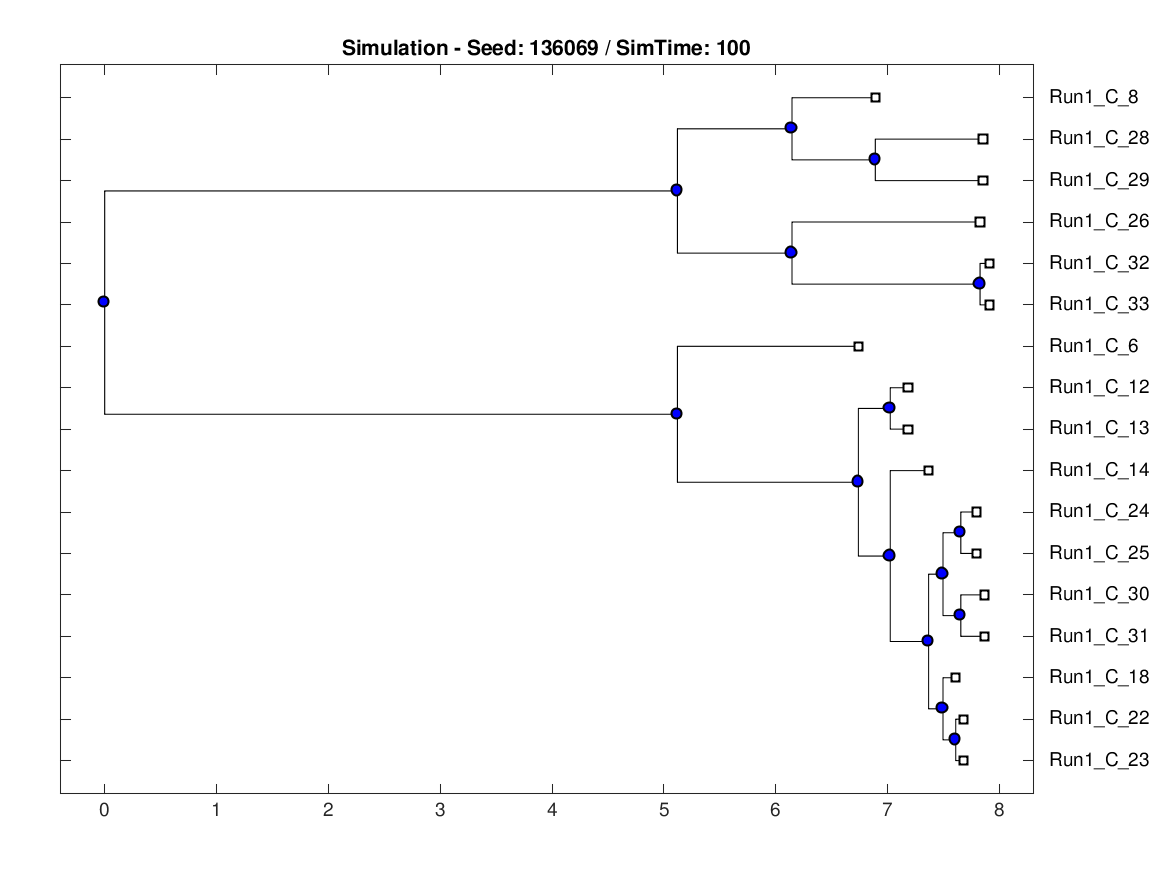 Simulation - Seed: 136069 / SimTime: 100
Run1_C_8
Run1_C_28
Run1_C_29
Run1_C_26
Run1_C_32
Run1_C_33
Run1_C_6
Run1_C_12
Run1_C_13
Run1_C_14
Run1_C_24
Run1_C_25
Run1_C_30
Run1_C_31
Run1_C_18
Run1_C_22
Run1_C_23
0 1 2 3 4 5 6 7 8